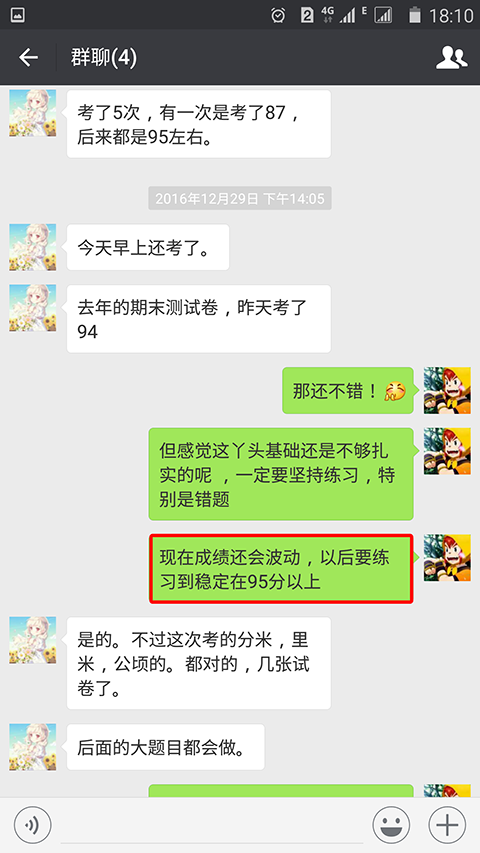 2 4G E 18:10
群聊(4)
考了5次，有一次是考了87，
后来都是95左右。
2016年12月29日 下午14:05
今天早上还考了。
去年的期末测试卷，昨天考了
94
那还不错！
但感觉这丫头基础还是不够扎
实的呢 ，一定要坚持练习，特
别是错题
现在成绩还会波动，以后要练
习到稳定在95分以上
是的。不过这次考的分米，里
米，公顷的。都对的，几张试
卷了。
后面的大题目都会做。